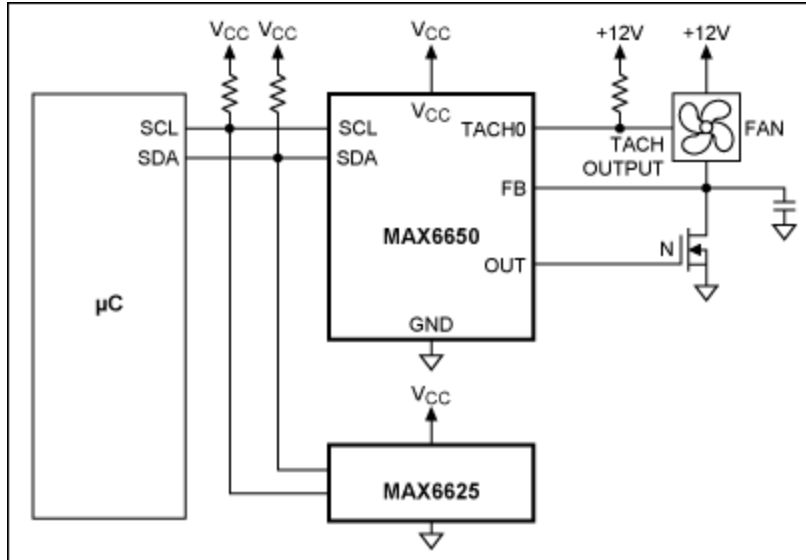 VCC VCC VCC +12V +12V
VCC
SCL SCL TACH0 FAN
SDA SDA TACH
OUTPUT
FB
MAX6650 N
OUT
µC
GND
VCC
MAX6625